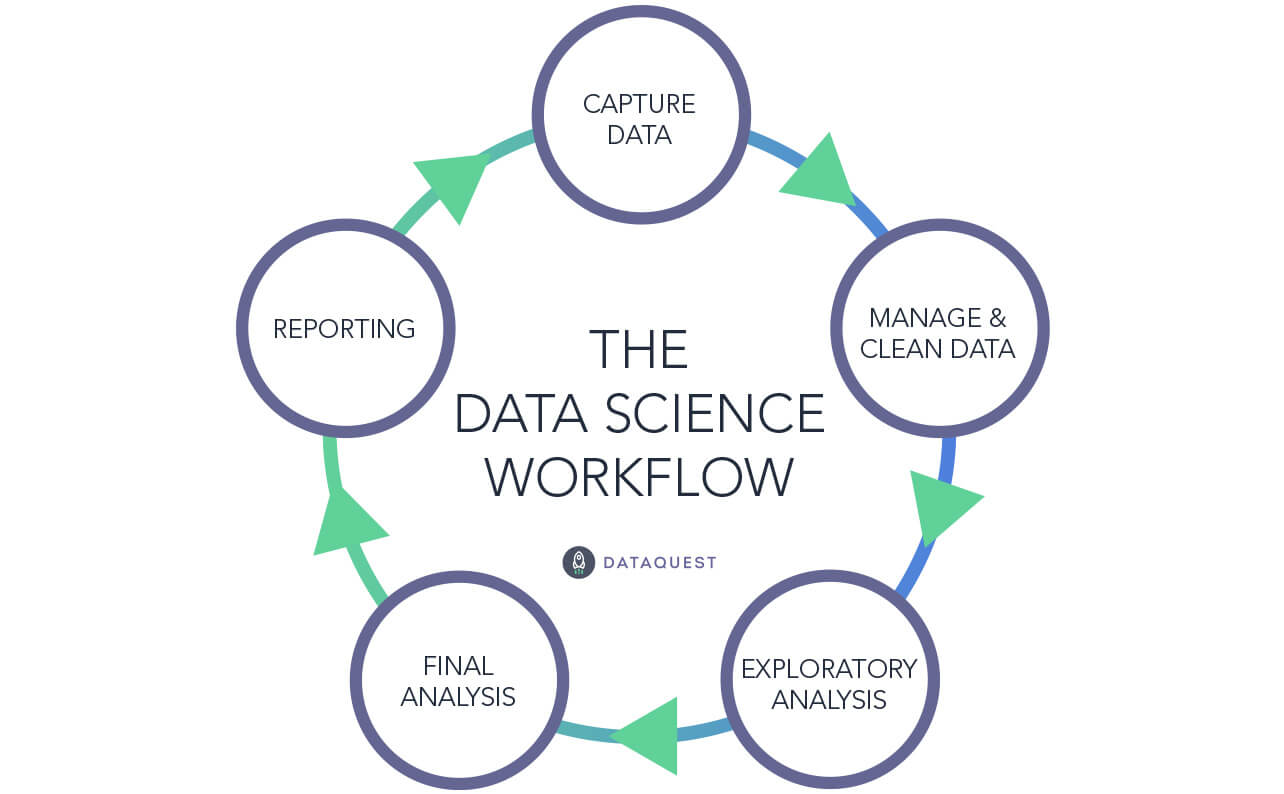 CAPTURE
DATA
MANAGE &
CLEAN DATA
EXPLORATORY
ANALYSIS
FINAL
ANALYSIS
REPORTING
THE
DATA SCIENCE
WORKFLOW
DATAQUEST